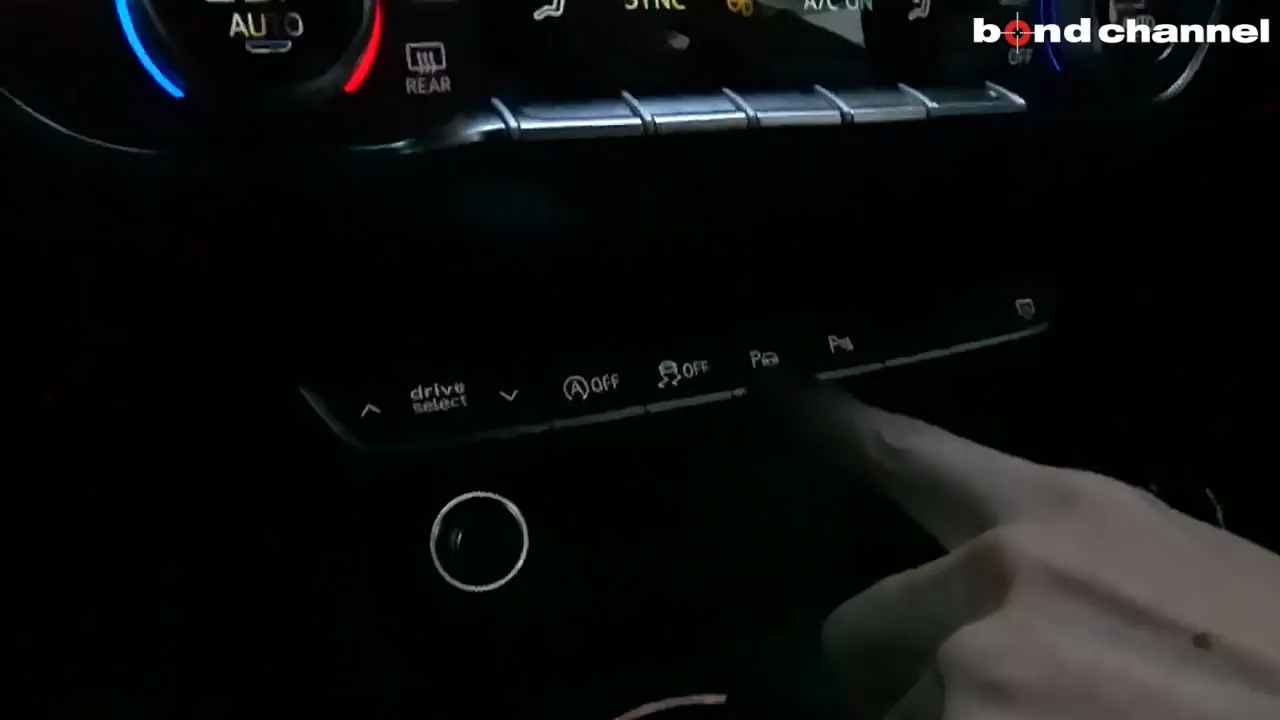 bond channel
AUTO
SYNC
A/C ON
REAR
OFF
drive
select
A OFF
OFF
P
P